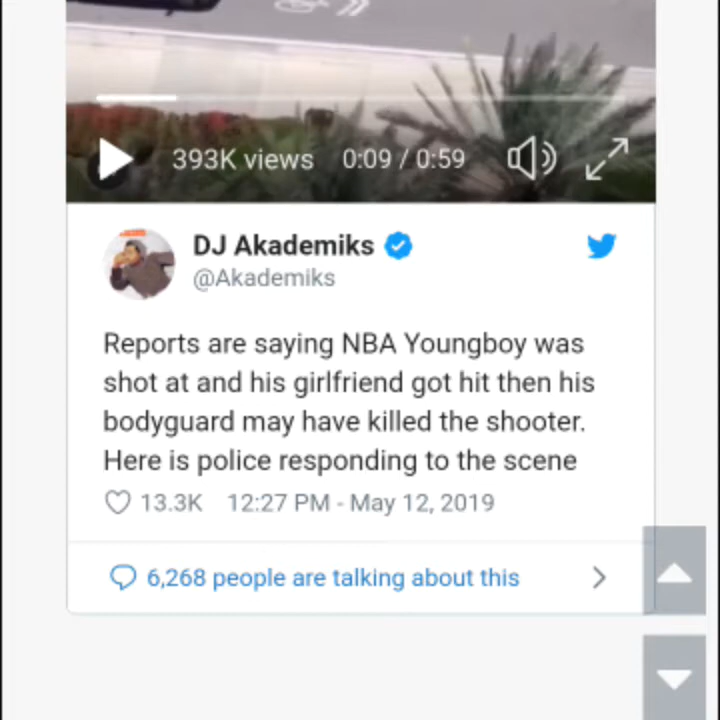 393K views 0:09 / 0:59
DJ Akademiks
@Akademiks
Reports are saying NBA Youngboy was
shot at and his girlfriend got hit then his
bodyguard may have killed the shooter.
Here is police responding to the scene
13.3K 12:27 PM - May 12, 2019
6,268 people are talking about this